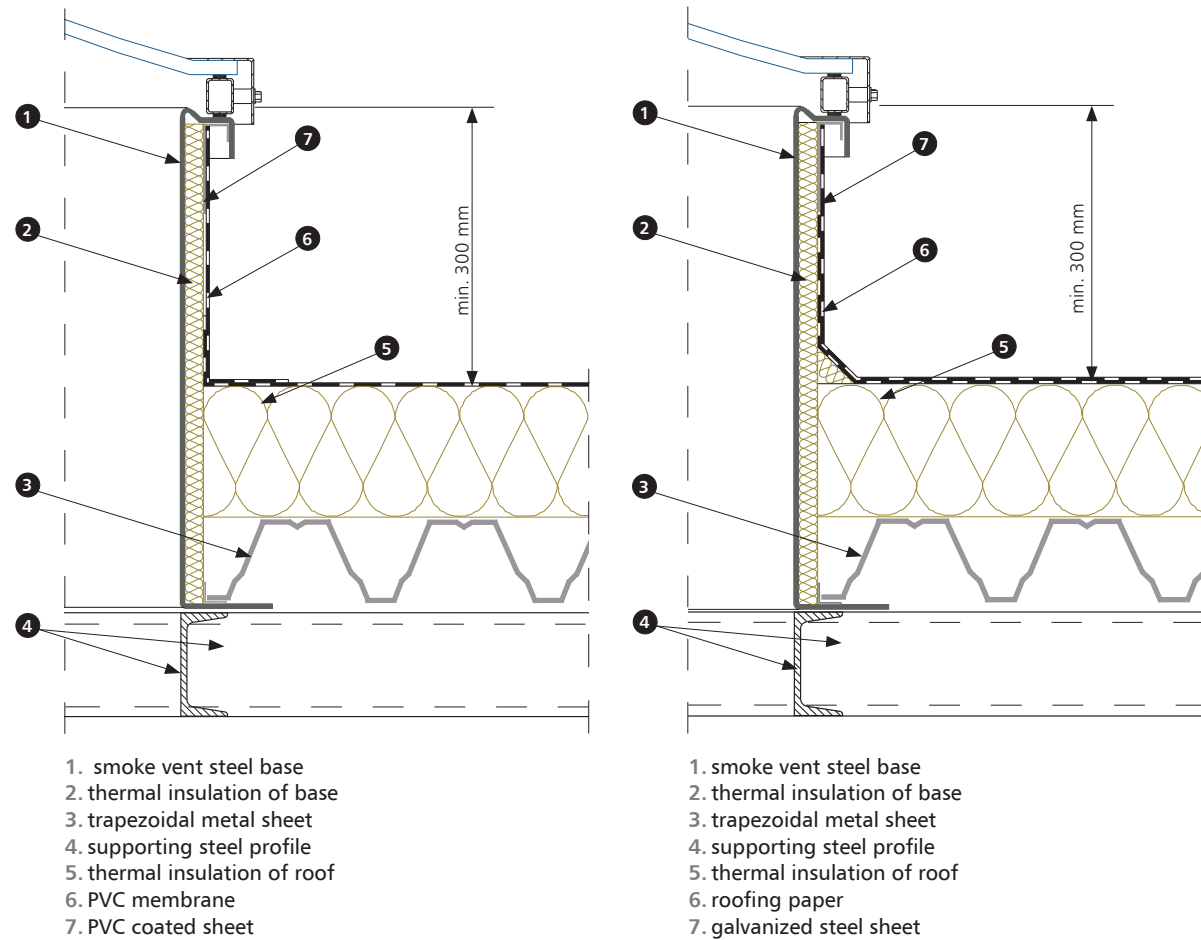 1
7
2
6
min. 300 mm
5
3
4
1. smoke vent steel base
2. thermal insulation of base
3. trapezoidal metal sheet
4. supporting steel profile
5. thermal insulation of roof
6. PVC membrane
7. PVC coated sheet
1
7
2
6
min. 300 mm
5
3
4
1. smoke vent steel base
2. thermal insulation of base
3. trapezoidal metal sheet
4. supporting steel profile
5. thermal insulation of roof
6. roofing paper
7. galvanized steel sheet